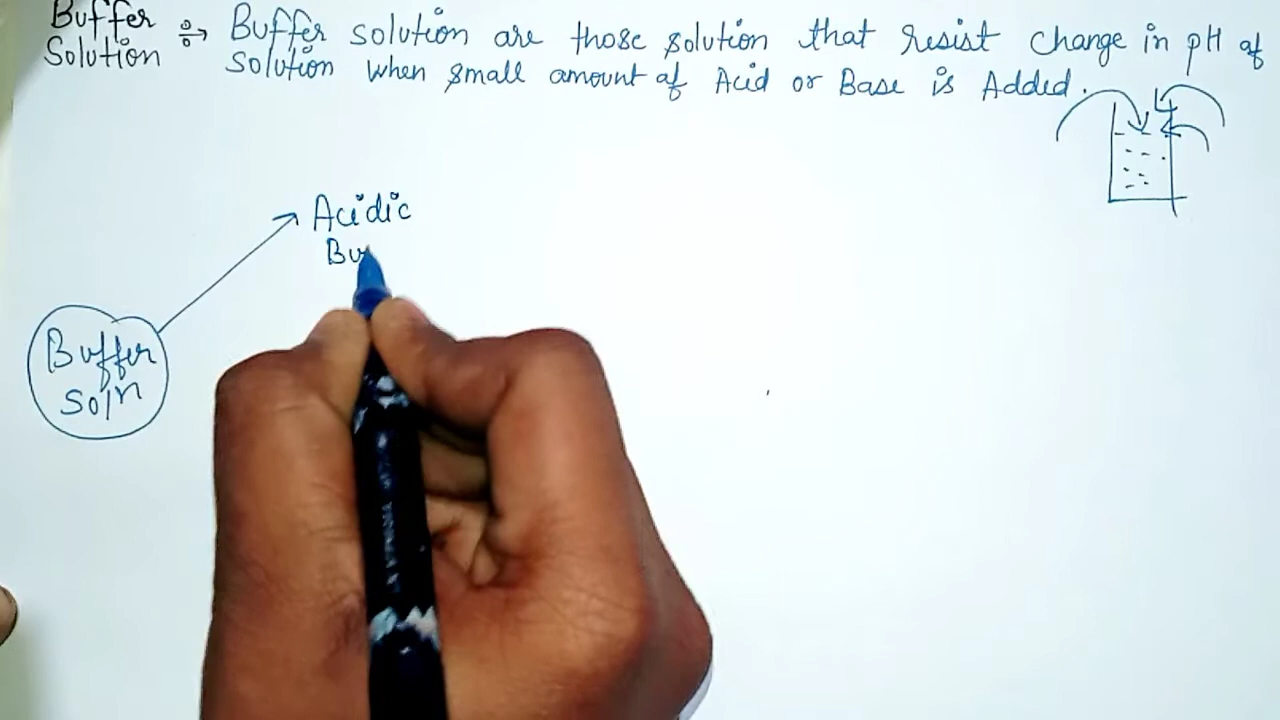 Buffer Solution ÷→ Buffer solution are those solution that resist change in pH of
solution when small amount of Acid or Base is Added.
Acidic
Bu
Buffer
soln